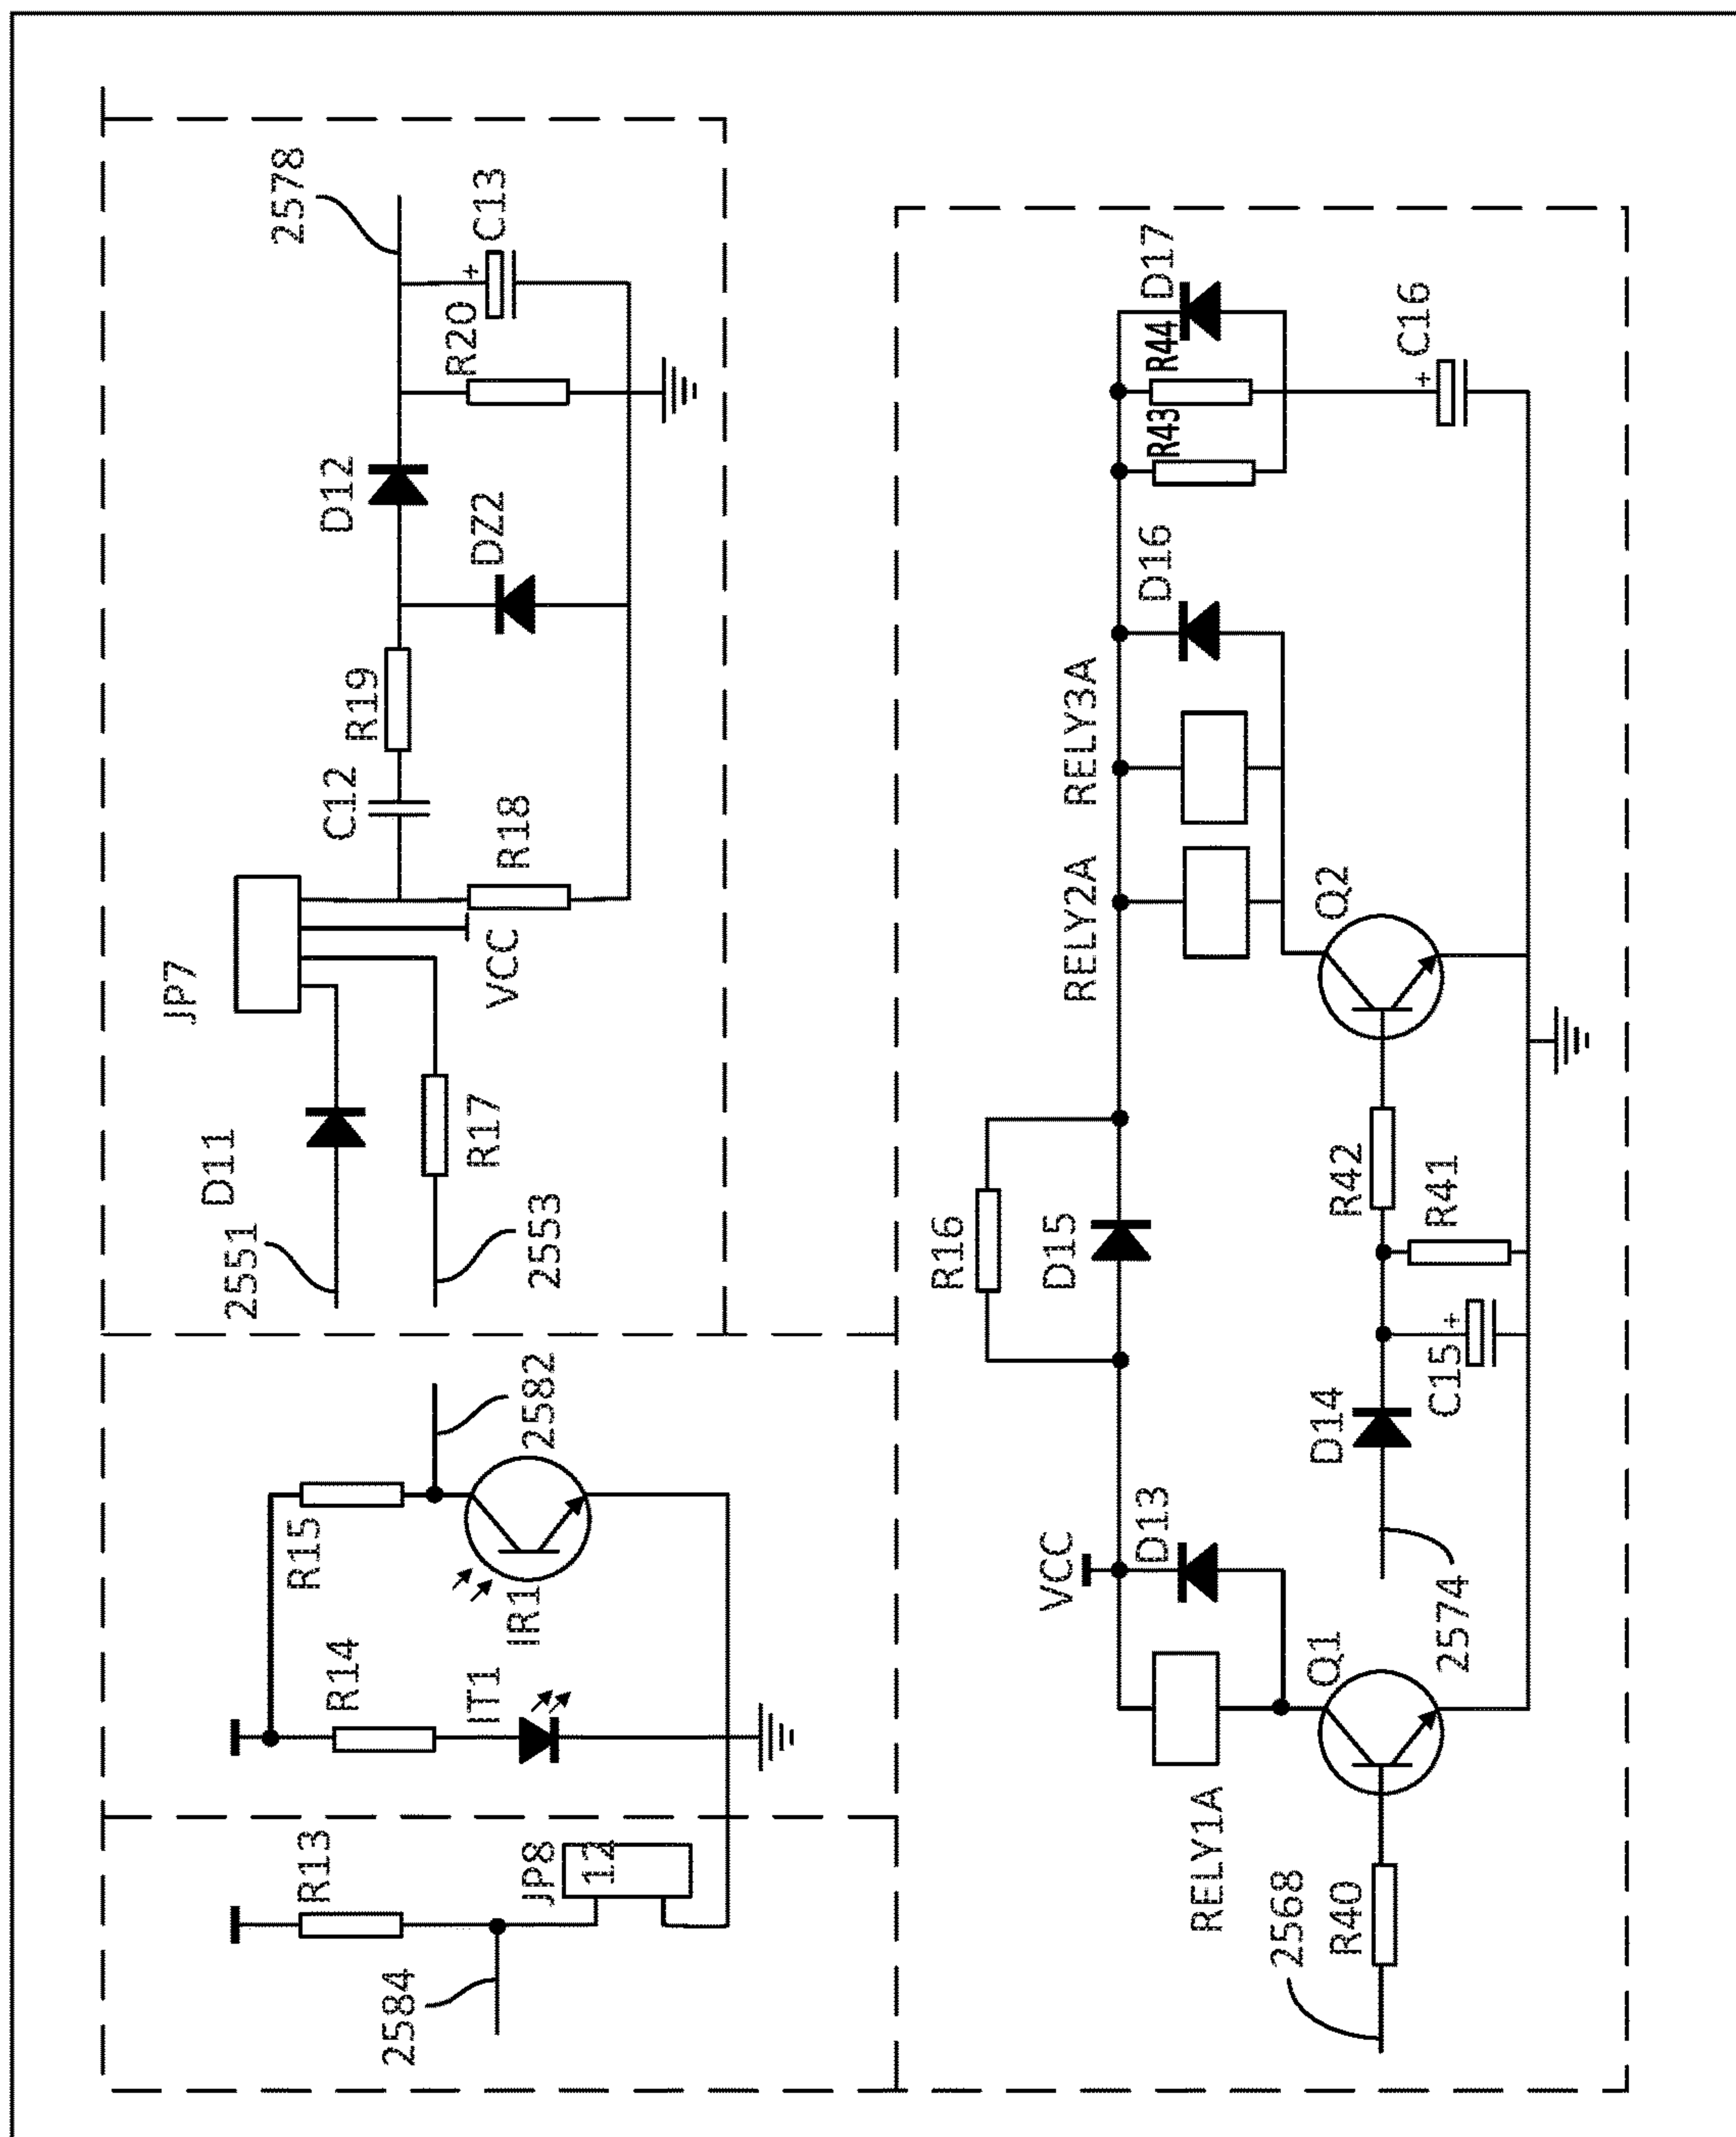 2578
C13
R20
D12
DZ2
R19
C12
R18
JP7
VCC
D11
R17
2551
2553
2582
R15
IR1
R14
IT1
R13
JP8
12
2584
D17
R44
R43
C16
D16
RELY3A
RELY2A
Q2
R16
D15
R42
R41
C15
D14
D13
VCC
2574
Q1
RELY1A
2568
R40
+
+
+